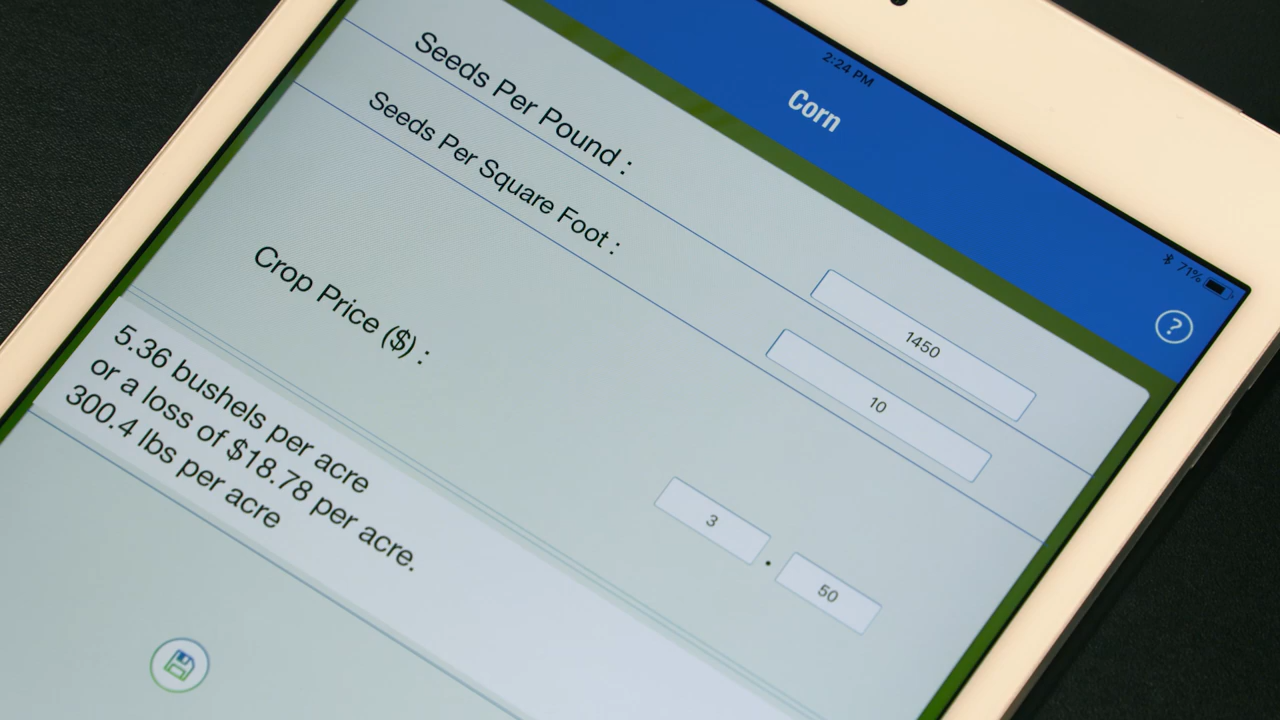 2:24 PM
71%
Corn
?
Seeds Per Pound :
1450
Seeds Per Square Foot :
10
Crop Price ($) :
3 . 50
5.36 bushels per acre
or a loss of $18.78 per acre.
300.4 lbs per acre